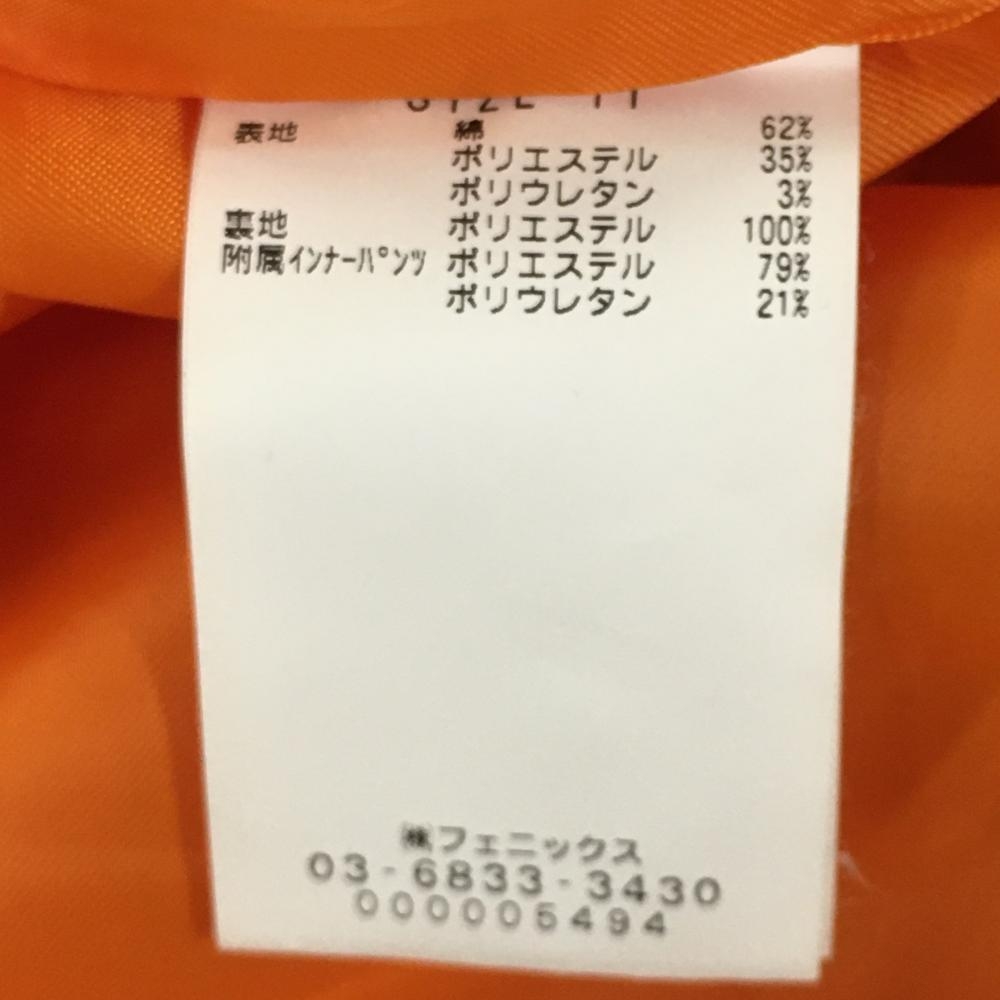 SIZE 11
表地 綿 62%
ポリエステル 35%
ポリウレタン 3%
裏地 ポリエステル 100%
附属インナーパンツ ポリエステル 79%
ポリウレタン 21%
㈱フェニックス
03-6833-3430
000005494